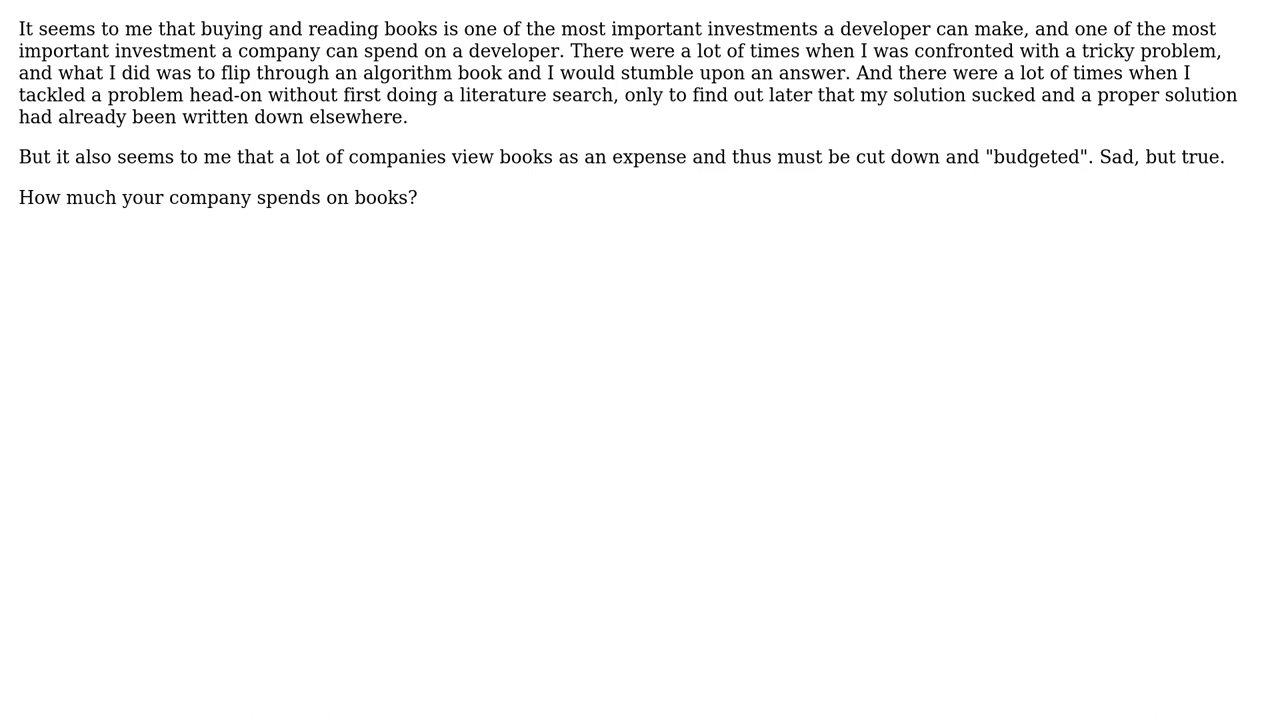 It seems to me that buying and reading books is one of the most important investments a developer can make, and one of the most
important investment a company can spend on a developer. There were a lot of times when I was confronted with a tricky problem,
and what I did was to flip through an algorithm book and I would stumble upon an answer. And there were a lot of times when I
tackled a problem head-on without first doing a literature search, only to find out later that my solution sucked and a proper solution
had already been written down elsewhere.
But it also seems to me that a lot of companies view books as an expense and thus must be cut down and "budgeted". Sad, but true.
How much your company spends on books?